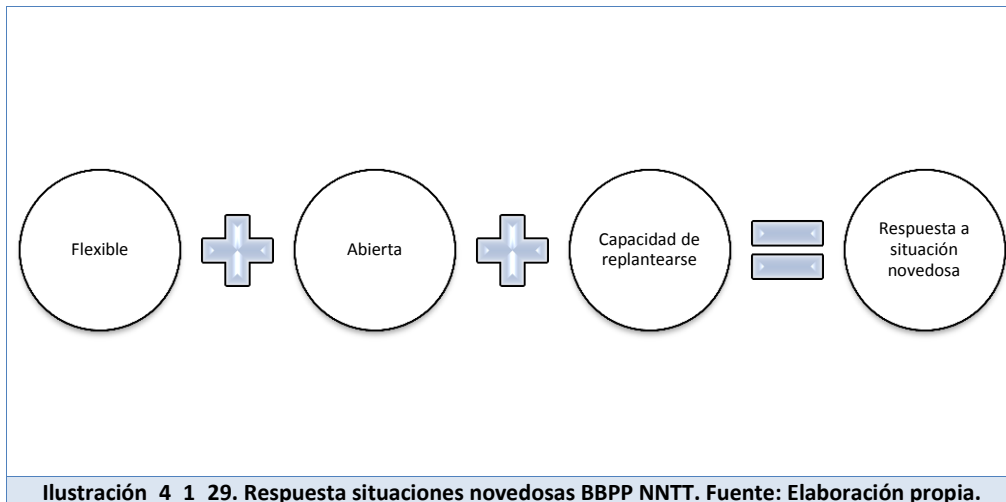 Flexible
Abierta
Capacidad de
replantearse
Respuesta a
situación
novedosa
Ilustración 4 1 29. Respuesta situaciones novedosas BBPP NNTT. Fuente: Elaboración propia.